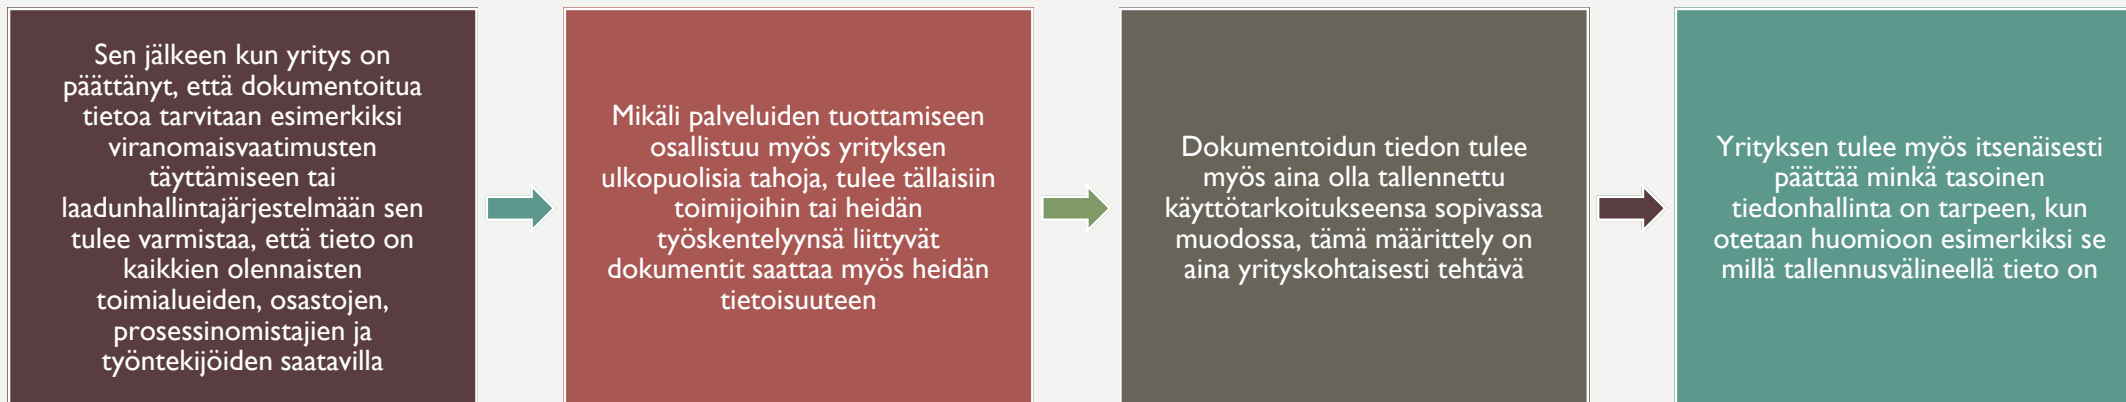 Sen jälkeen kun yritys on
päättänyt, että dokumentoitua
tietoa tarvitaan esimerkiksi
viranomaisvaatimusten
täyttämiseen tai
laadunhallintajärjestelmään sen
tulee varmistaa, että tieto on
kaikkien olennaisten
toimialueiden, osastojen,
prosessinomistajien ja
työntekijöiden saatavilla
Mikäli palveluiden tuottamiseen
osallistuu myös yrityksen
ulkopuolisia tahoja, tulee tällaisiin
toimijoihin tai heidän
työskentelyynsä liittyvät
dokumentit saattaa myös heidän
tietoisuuteen
Dokumentoidun tiedon tulee
myös aina olla tallennettu
käyttötarkoitukseensa sopivassa
muodossa, tämä määrittely on
aina yrityskohtaisesti tehtävä
Yrityksen tulee myös itsenäisesti
päättää minkä tasoinen
tiedonhallinta on tarpeen, kun
otetaan huomioon esimerkiksi se
millä tallennusvälineellä tieto on